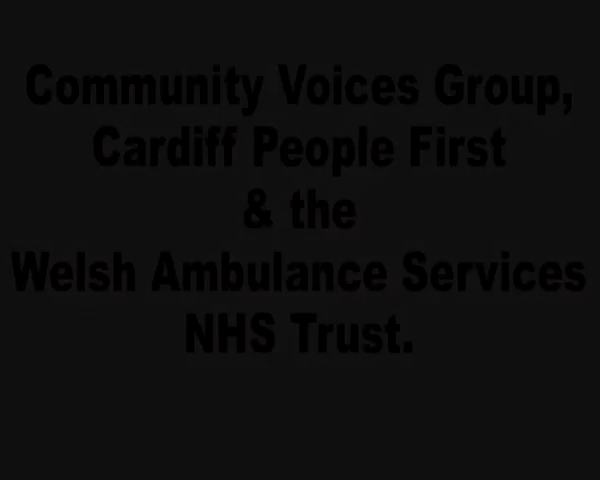 Community Voices Group,
Cardiff People First
& the
Welsh Ambulance Services
NHS Trust.